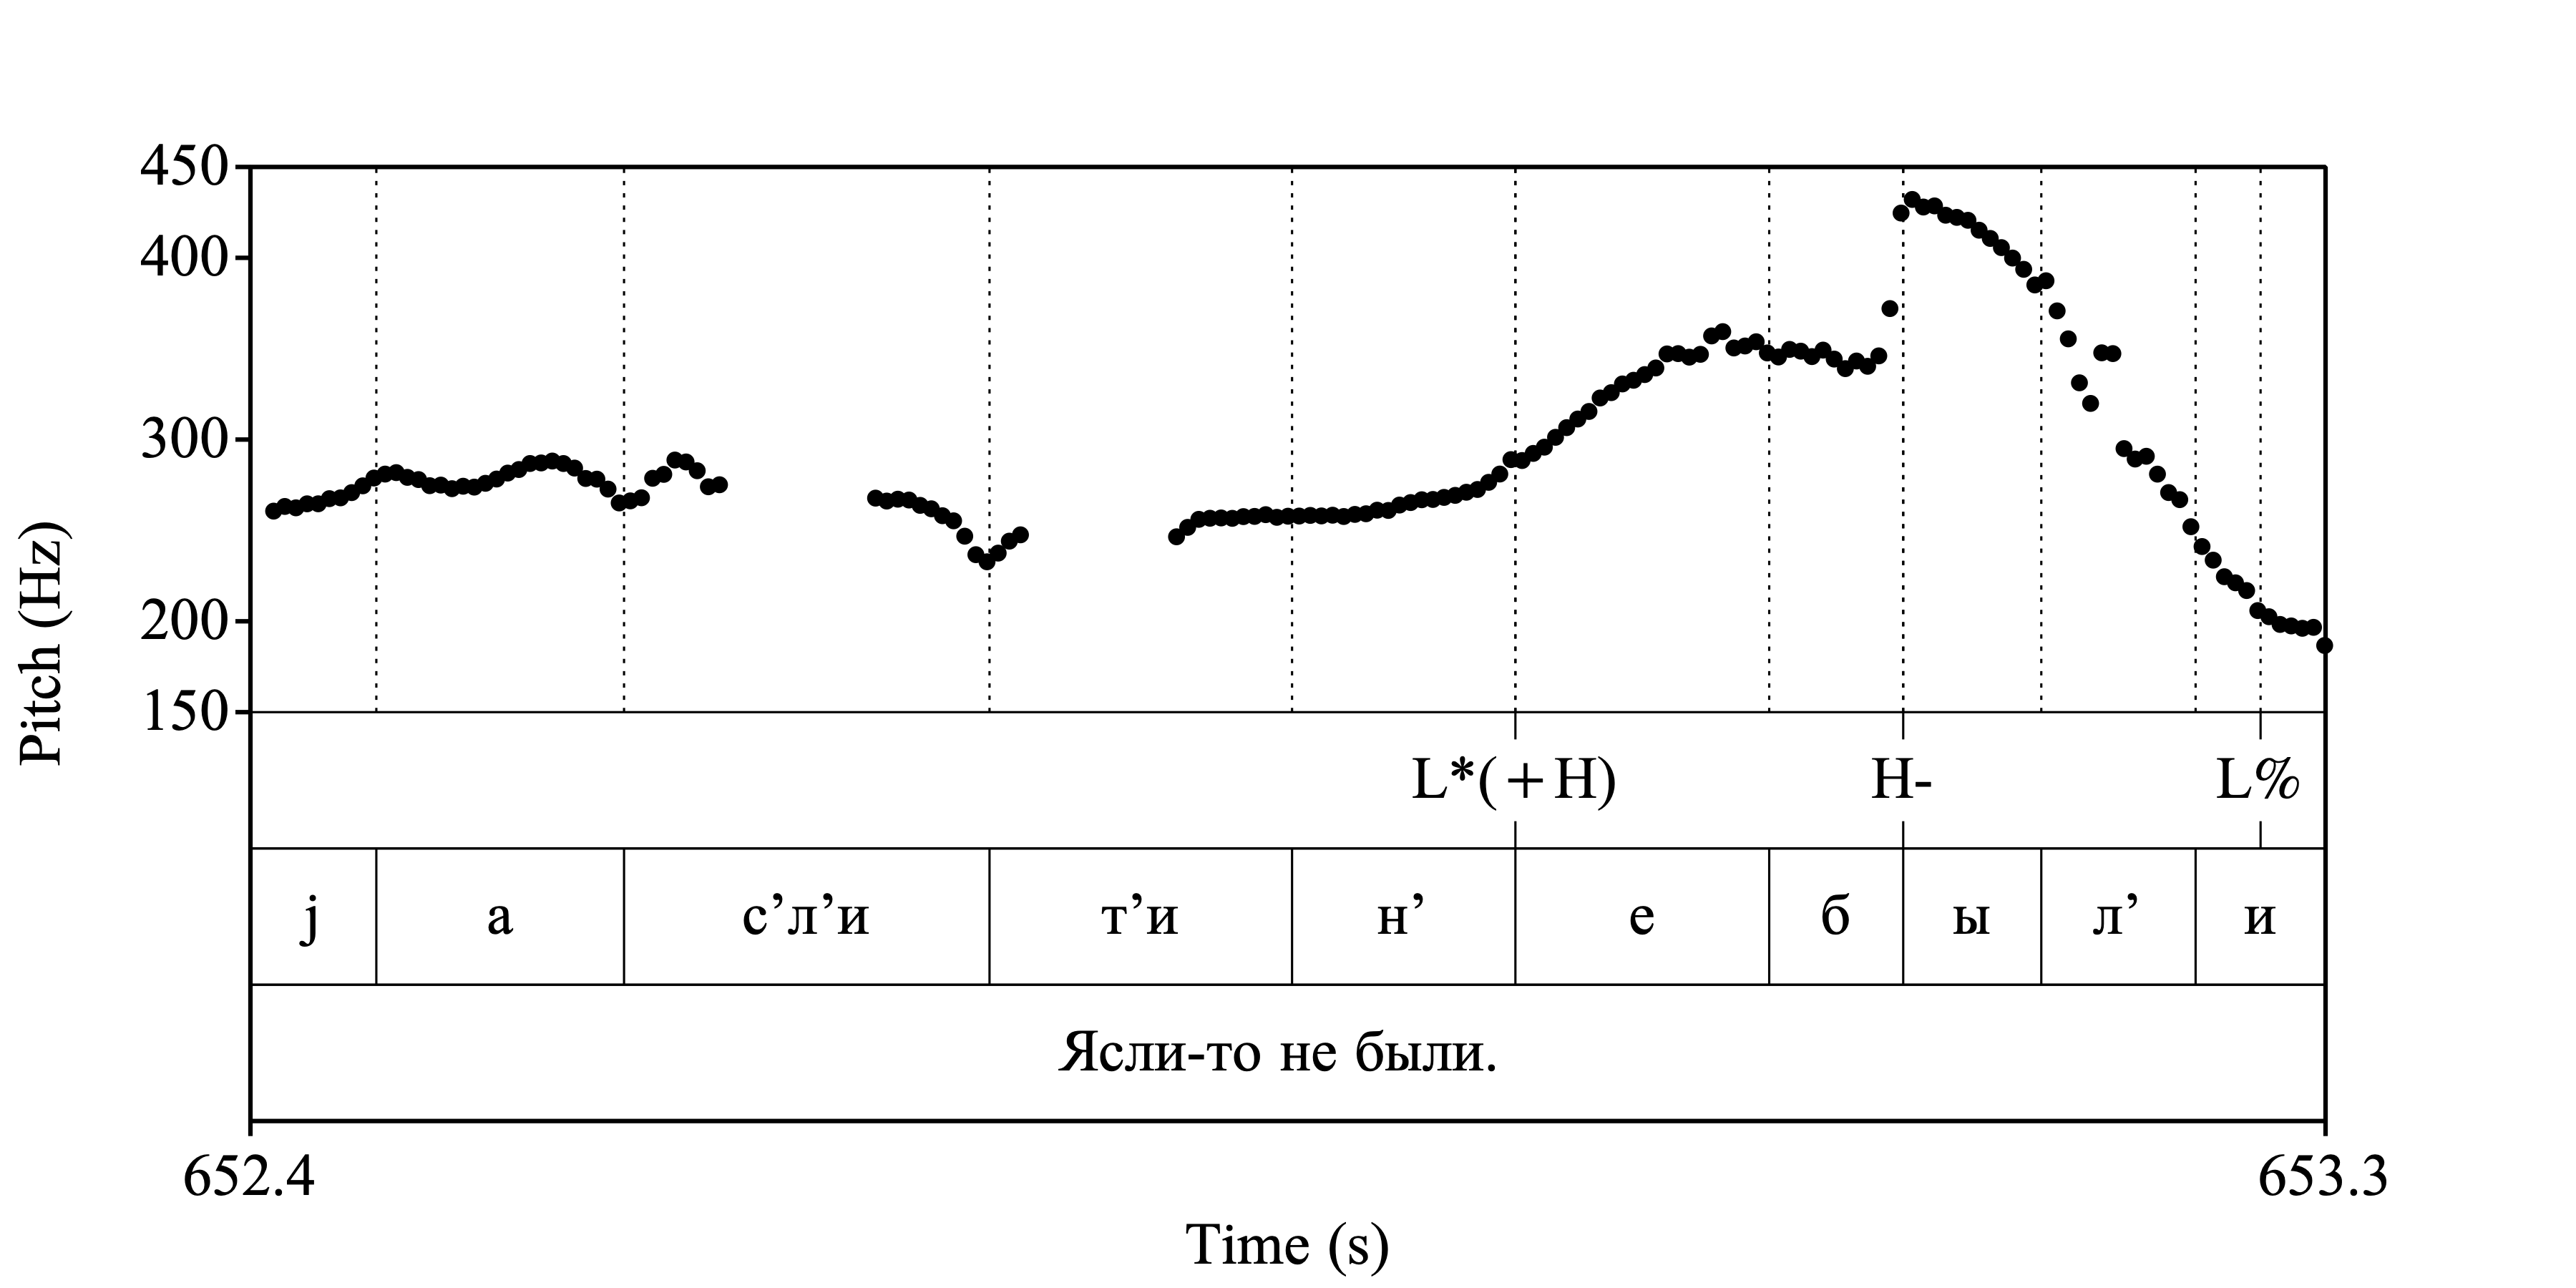 450
400
300
200
150
Pitch (Hz)
L*(+H) H- L%
j а с’л’и т’и н’ е б ы л’ и
Ясли-то не были.
652.4 653.3
Time (s)